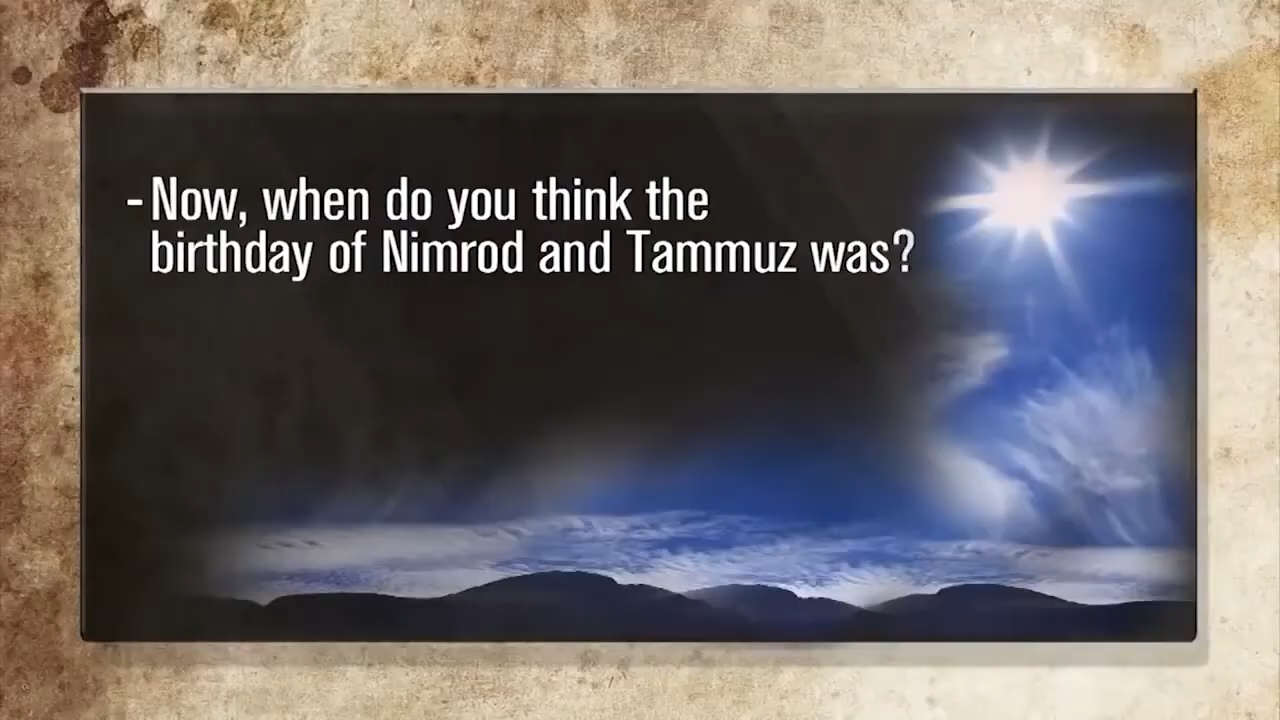 - Now, when do you think the
birthday of Nimrod and Tammuz was?